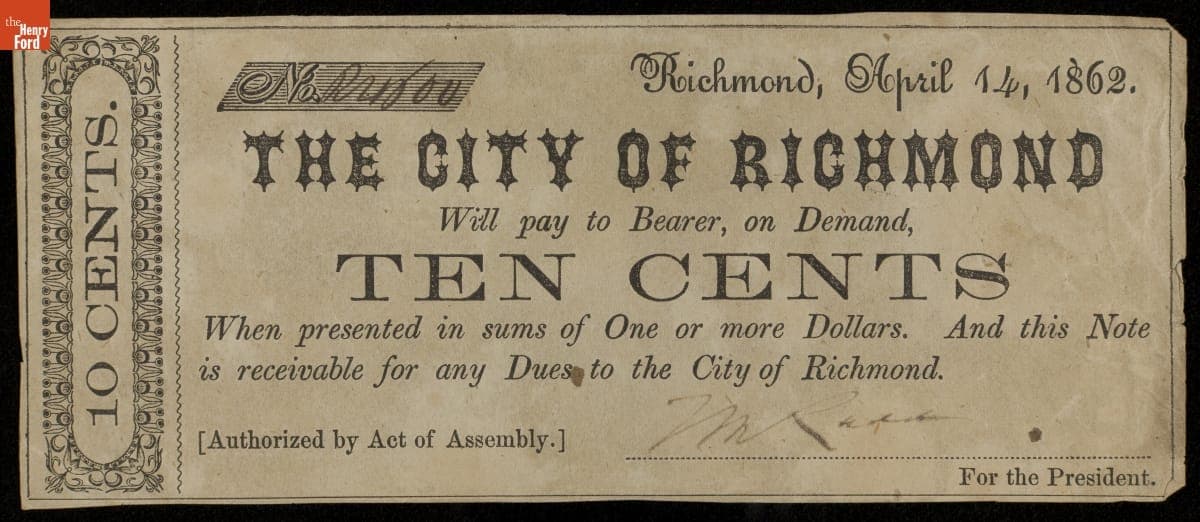 the
Henry
Ford
10 CENTS.
No.
Richmond, April 14, 1862.
THE CITY OF RICHMOND
Will pay to Bearer, on Demand,
TEN CENTS
When presented in sums of One or more Dollars. And this Note
is receivable for any Dues to the City of Richmond.
[Authorized by Act of Assembly.]
For the President.